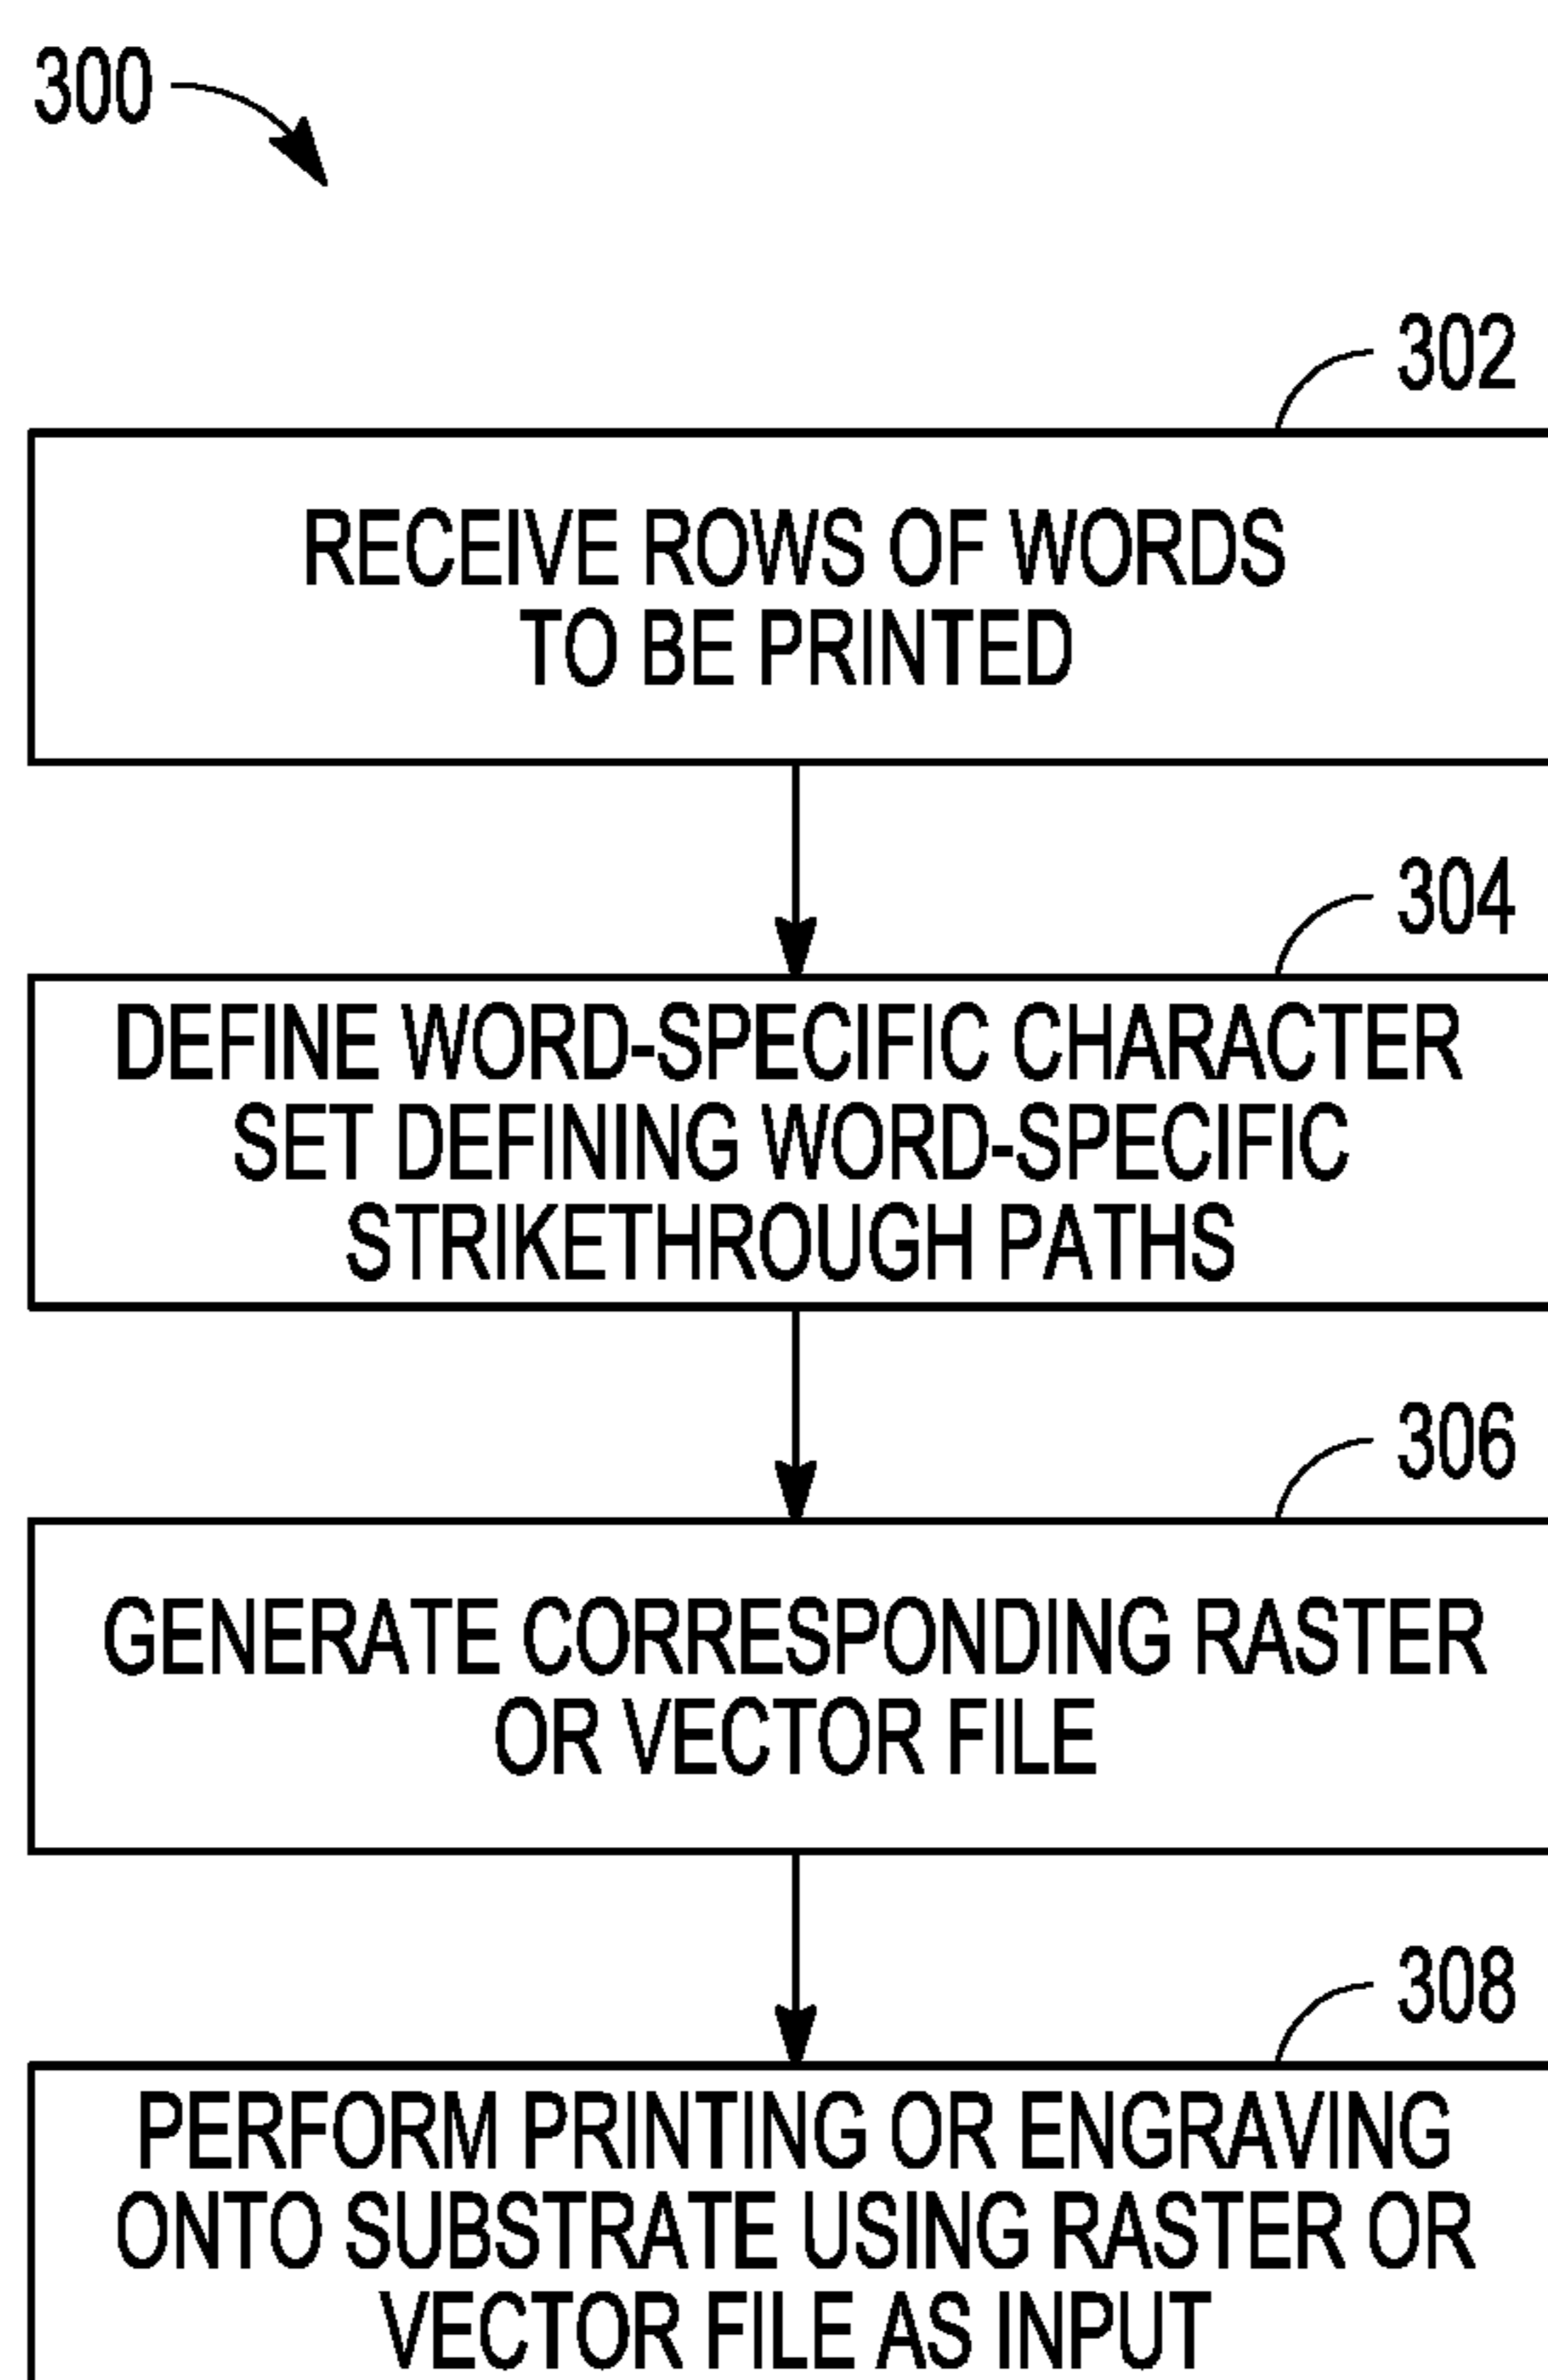 300
302
RECEIVE ROWS OF WORDS
TO BE PRINTED
304
DEFINE WORD-SPECIFIC CHARACTER
SET DEFINING WORD-SPECIFIC
STRIKETHROUGH PATHS
306
GENERATE CORRESPONDING RASTER
OR VECTOR FILE
308
PERFORM PRINTING OR ENGRAVING
ONTO SUBSTRATE USING RASTER OR
VECTOR FILE AS INPUT